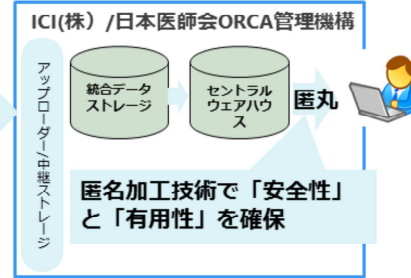 ICI(株）/日本医師会ORCA管理機構
アップローダー/中継ストレージ
統合データ
ストレージ
セントラル
ウェアハウ
ス
匿丸
匿名加工技術で「安全性」
と「有用性」を確保